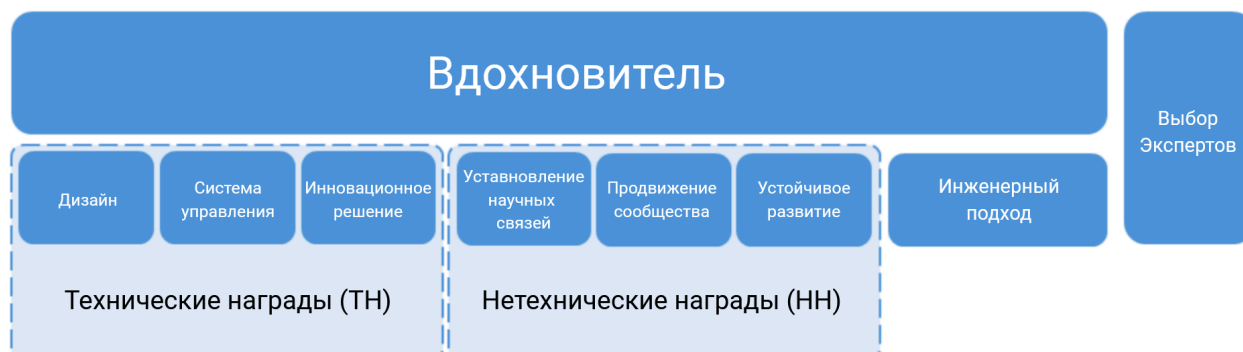 Вдохновитель
Выбор
Экспертов
Дизайн
Система
управления
Инновационное
решение
Уставновление
научных
связей
Продвижение
сообщества
Устойчивое
развитие
Инженерный
подход
Технические награды (ТН)
Нетехнические награды (НН)